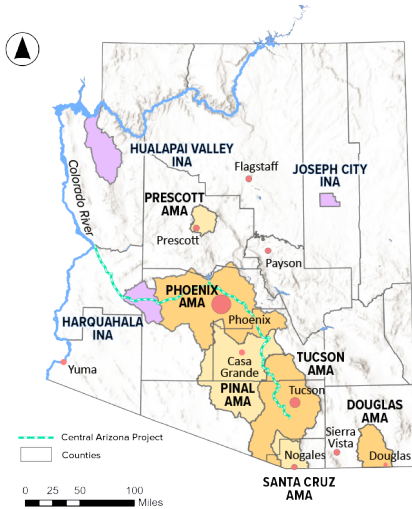 HUALAPAI VALLEY
INA
Flagstaff
JOSEPH CITY
INA
Colorado River
PRESCOTT
AMA
Prescott
Payson
PHOENIX
AMA
Phoenix
HARQUAHALA
INA
Yuma
Casa
Grande
PINAL
AMA
TUCSON
AMA
Tucson
DOUGLAS
AMA
Sierra
Vista
Nogales
Douglas
SANTA CRUZ
AMA
Central Arizona Project
Counties
0 25 50 100
Miles